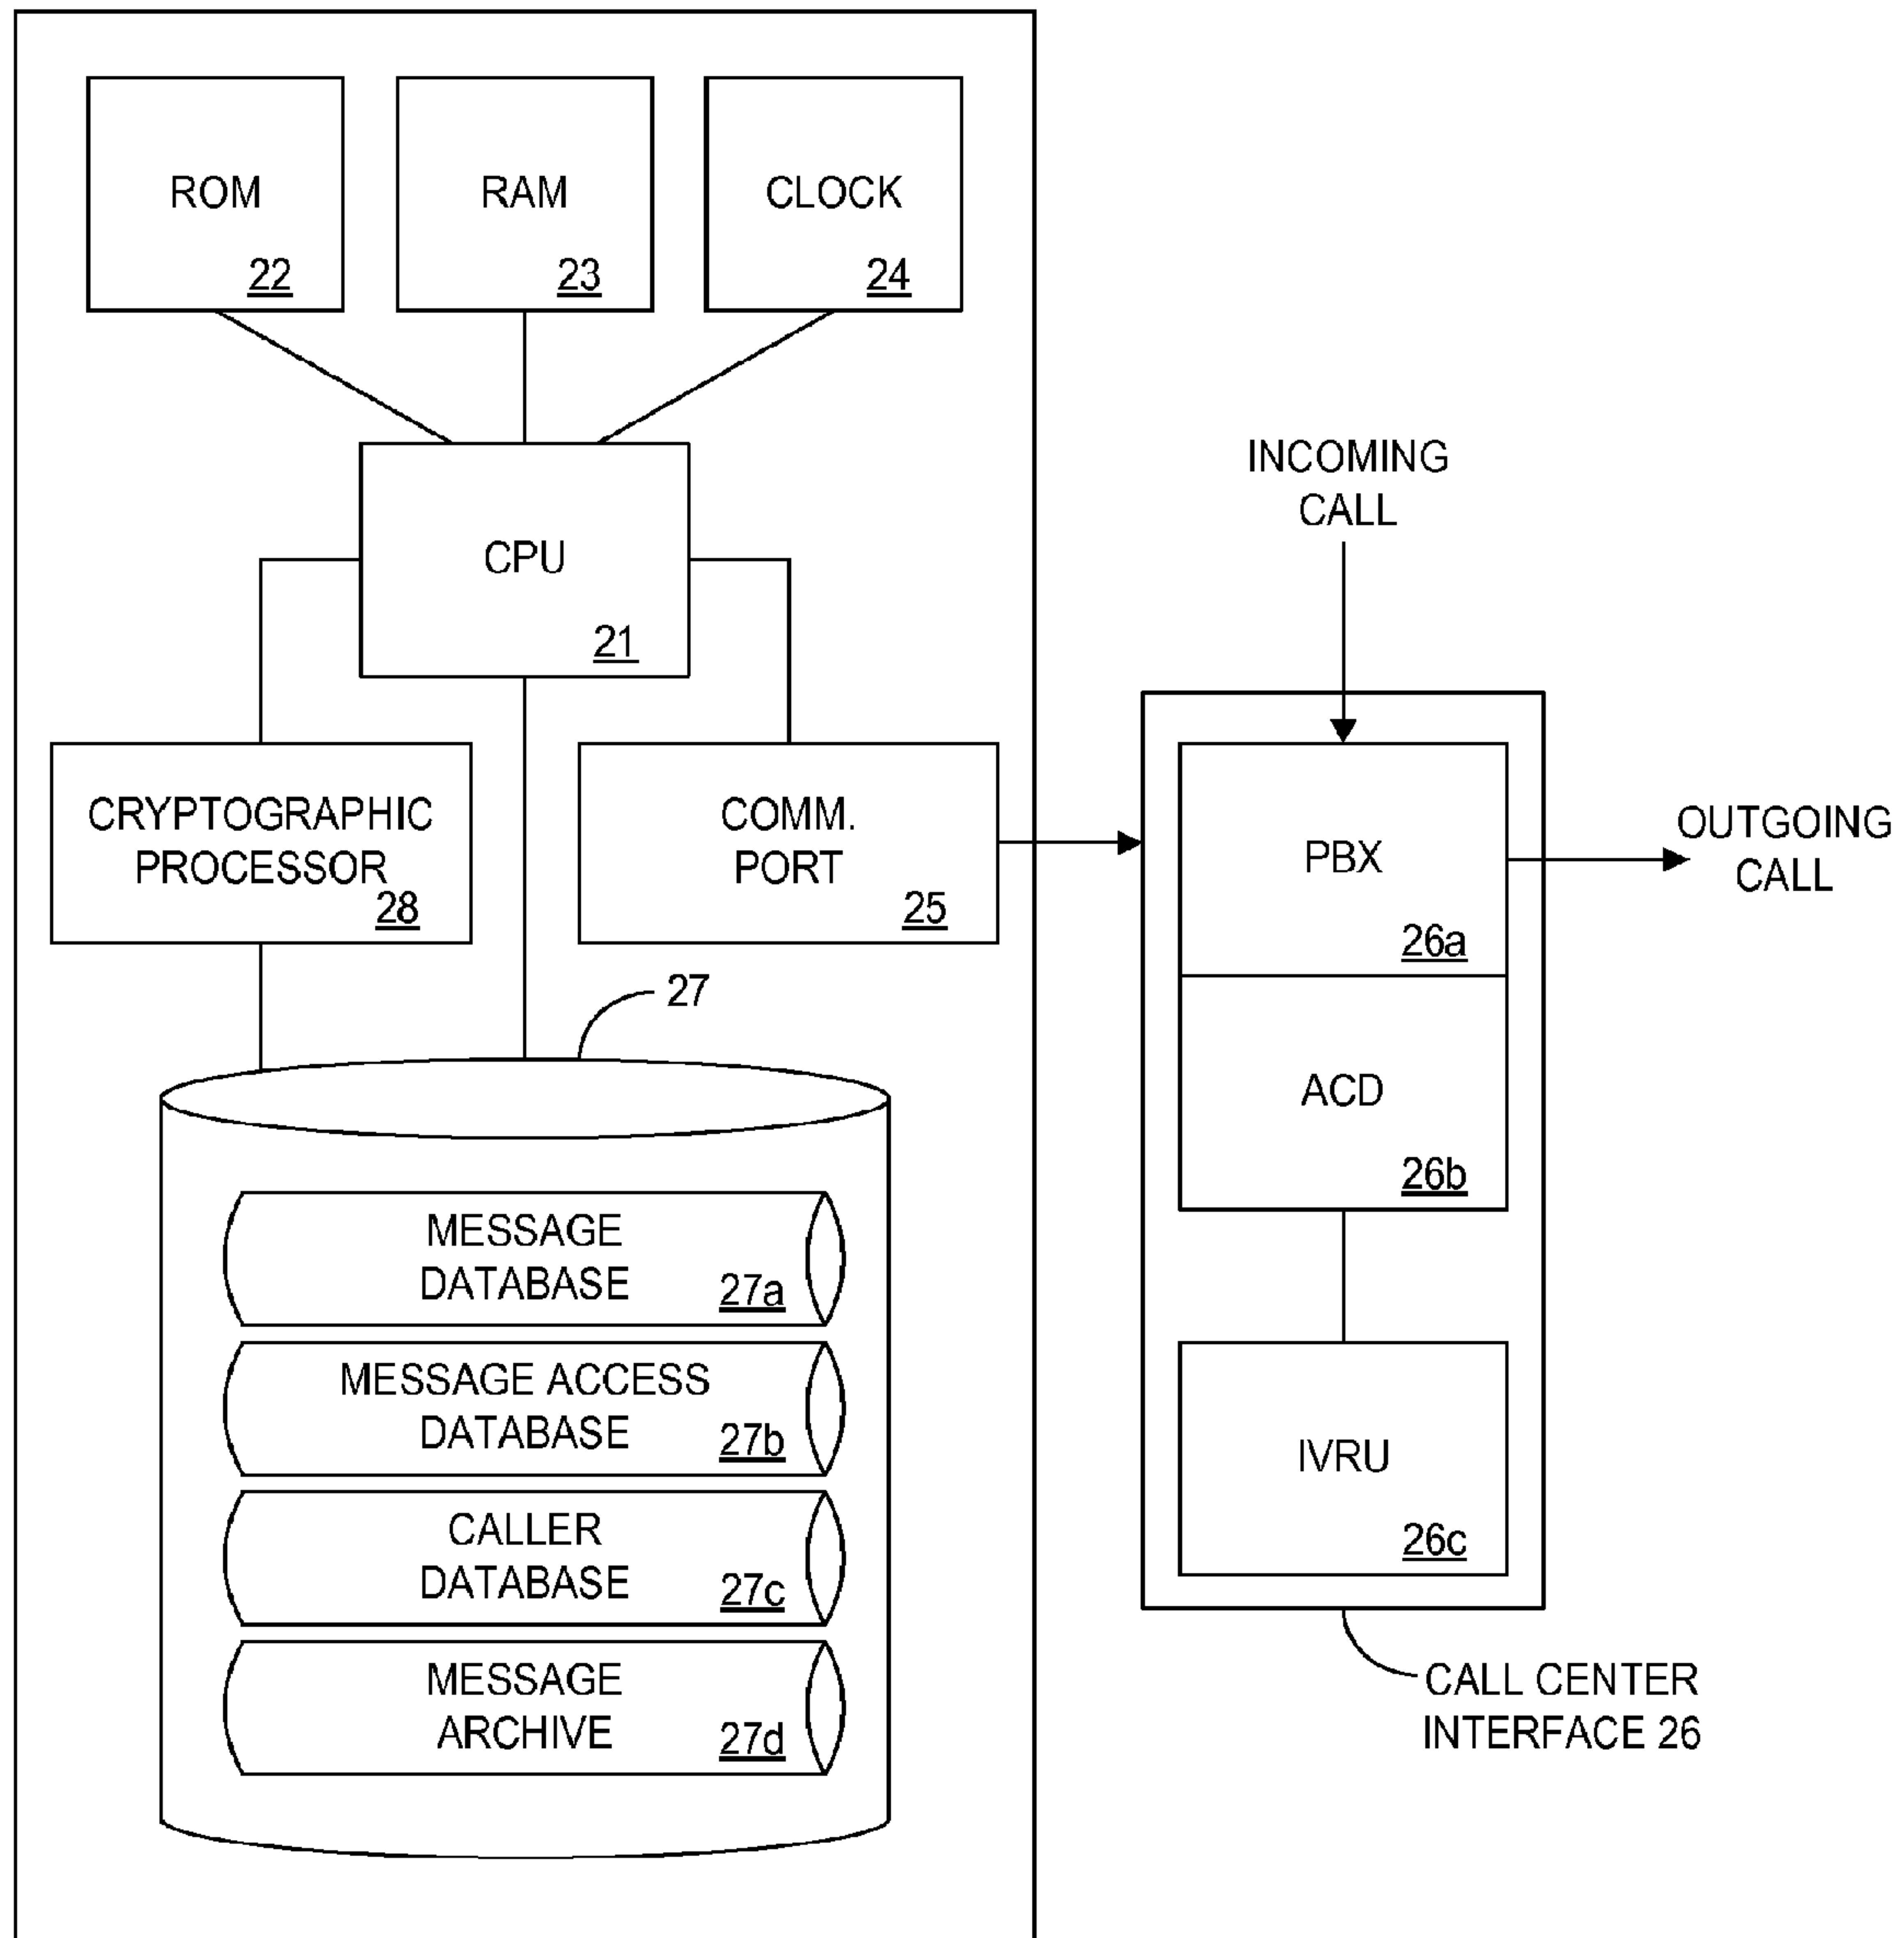 ROM
22
RAM
23
CLOCK
24
CPU
21
CRYPTOGRAPHIC
PROCESSOR
28
COMM.
PORT
25
27
MESSAGE
DATABASE
27a
MESSAGE ACCESS
DATABASE
27b
CALLER
DATABASE
27c
MESSAGE
ARCHIVE
27d
INCOMING
CALL
PBX
26a
OUTGOING
CALL
ACD
26b
IVRU
26c
CALL CENTER
INTERFACE 26